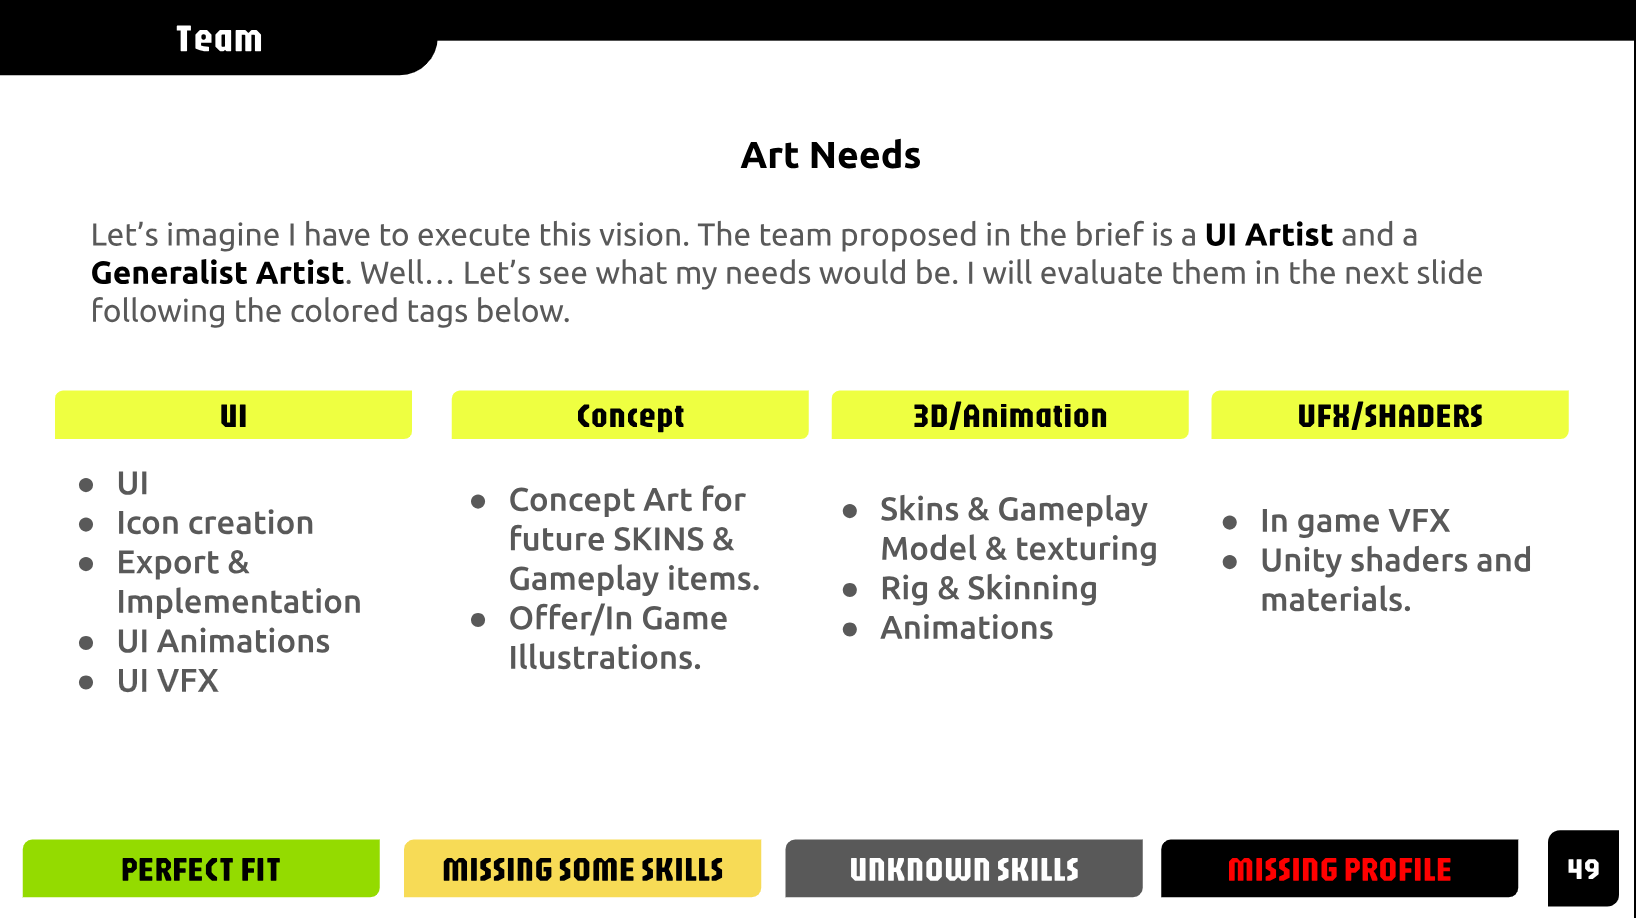 Team
Art Needs
Let’s imagine I have to execute this vision. The team proposed in the brief is a UI Artist and a
Generalist Artist. Well... Let’s see what my needs would be. I will evaluate them in the next slide
following the colored tags below.
UI
● UI
● Icon creation
● Export &
Implementation
● UI Animations
● UI VFX
Concept
● Concept Art for
future SKINS &
Gameplay items.
● Offer/In Game
Illustrations.
3D/Animation
● Skins & Gameplay
Model & texturing
● Rig & Skinning
● Animations
VFX/SHADERS
● In game VFX
● Unity shaders and
materials.
PERFECT FIT
MISSING SOME SKILLS
UNKNOWN SKILLS
MISSING PROFILE
49